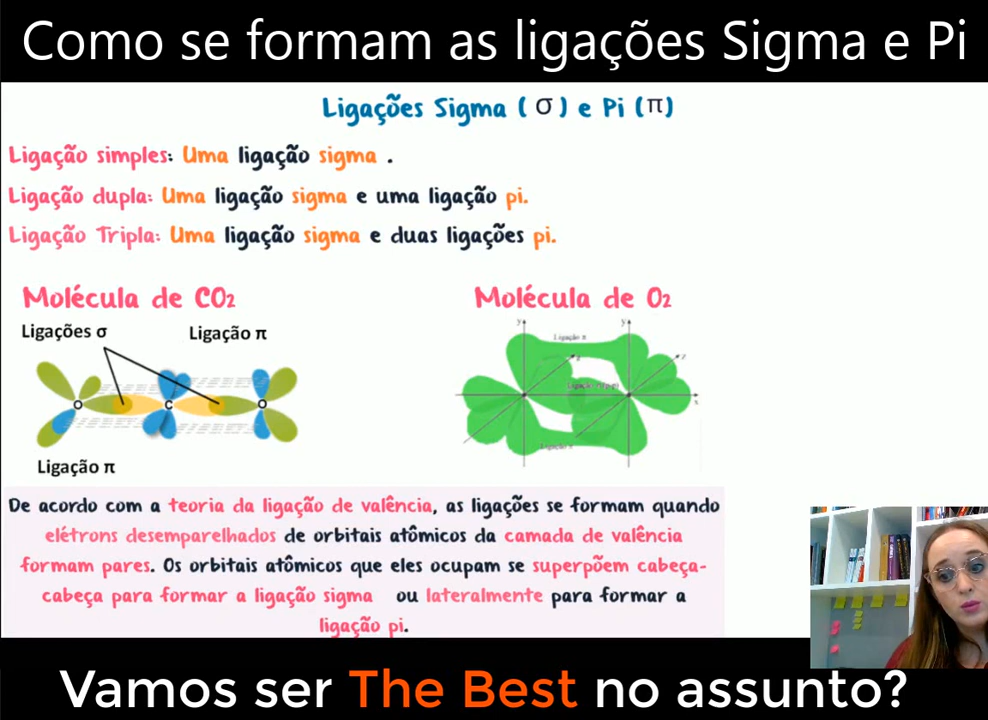 Como se formam as ligações Sigma e Pi
Ligações Sigma ( σ ) e Pi (π)
Ligação simples: Uma ligação sigma .
Ligação dupla: Uma ligação sigma e uma ligação pi.
Ligação Tripla: Uma ligação sigma e duas ligações pi.
Molécula de CO₂
Molécula de O₂
Ligações σ
Ligação π
O
C
O
Ligação π
y
y
Ligação π
z
z
x
De acordo com a teoria da ligação de valência, as ligações se formam quando
elétrons desemparelhados de orbitais atômicos da camada de valência
formam pares. Os orbitais atômicos que eles ocupam se superpõem cabeça-
cabeça para formar a ligação sigma ou lateralmente para formar a
ligação pi.
Vamos ser The Best no assunto?